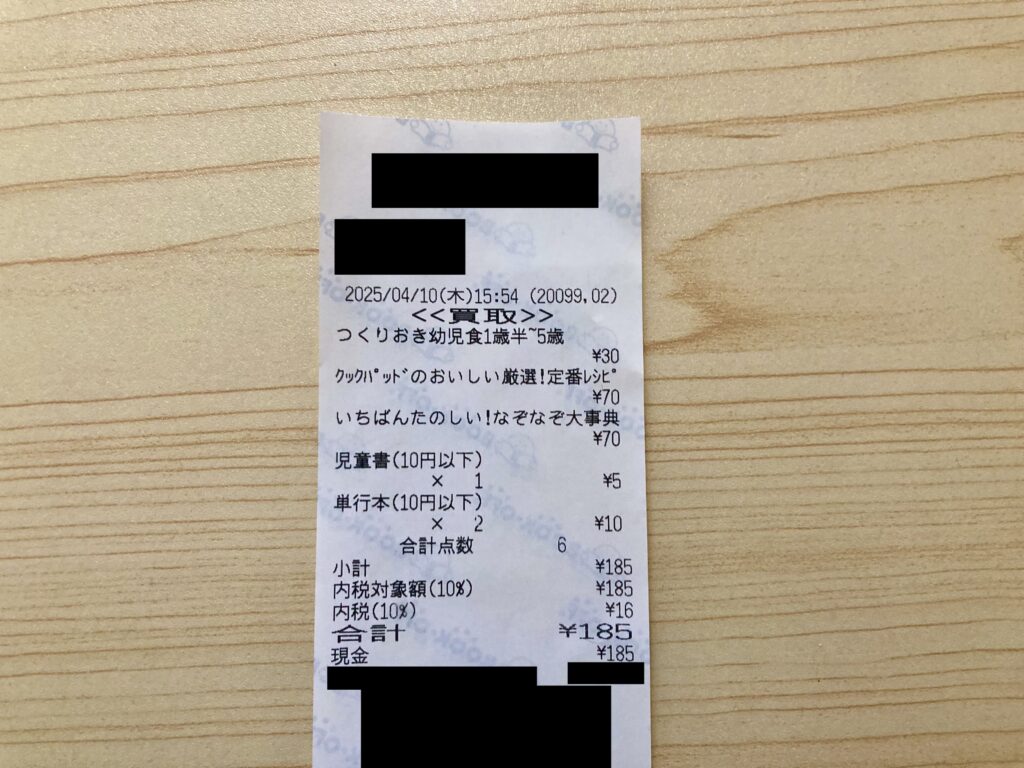 2025/04/10(木)15:54 (20099,02)
<<買取>>
つくりおき幼児食1歳半~5歳
¥30
ｸｯｸﾊﾟｯﾄﾞのおいしい厳選!定番ﾚｼﾋﾟ
¥70
いちばんたのしい!なぞなぞ大事典
¥70
児童書(10円以下)
× 1 ¥5
単行本(10円以下)
× 2 ¥10
合計点数 6
小計 ¥185
内税対象額(10%) ¥185
内税(10%) ¥16
合計 ¥185
現金 ¥185